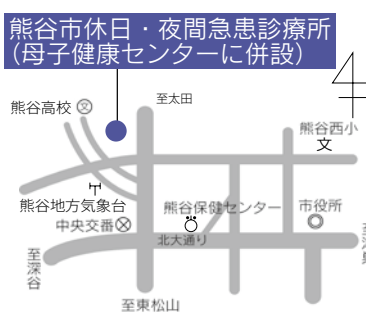 熊谷市休日・夜間急患診療所
（母子健康センターに併設）
熊谷高校
文
至太田
熊谷西小
文
熊谷地方気象台
熊谷保健センター
市役所
中央交番
北大通り
至深谷
至東松山